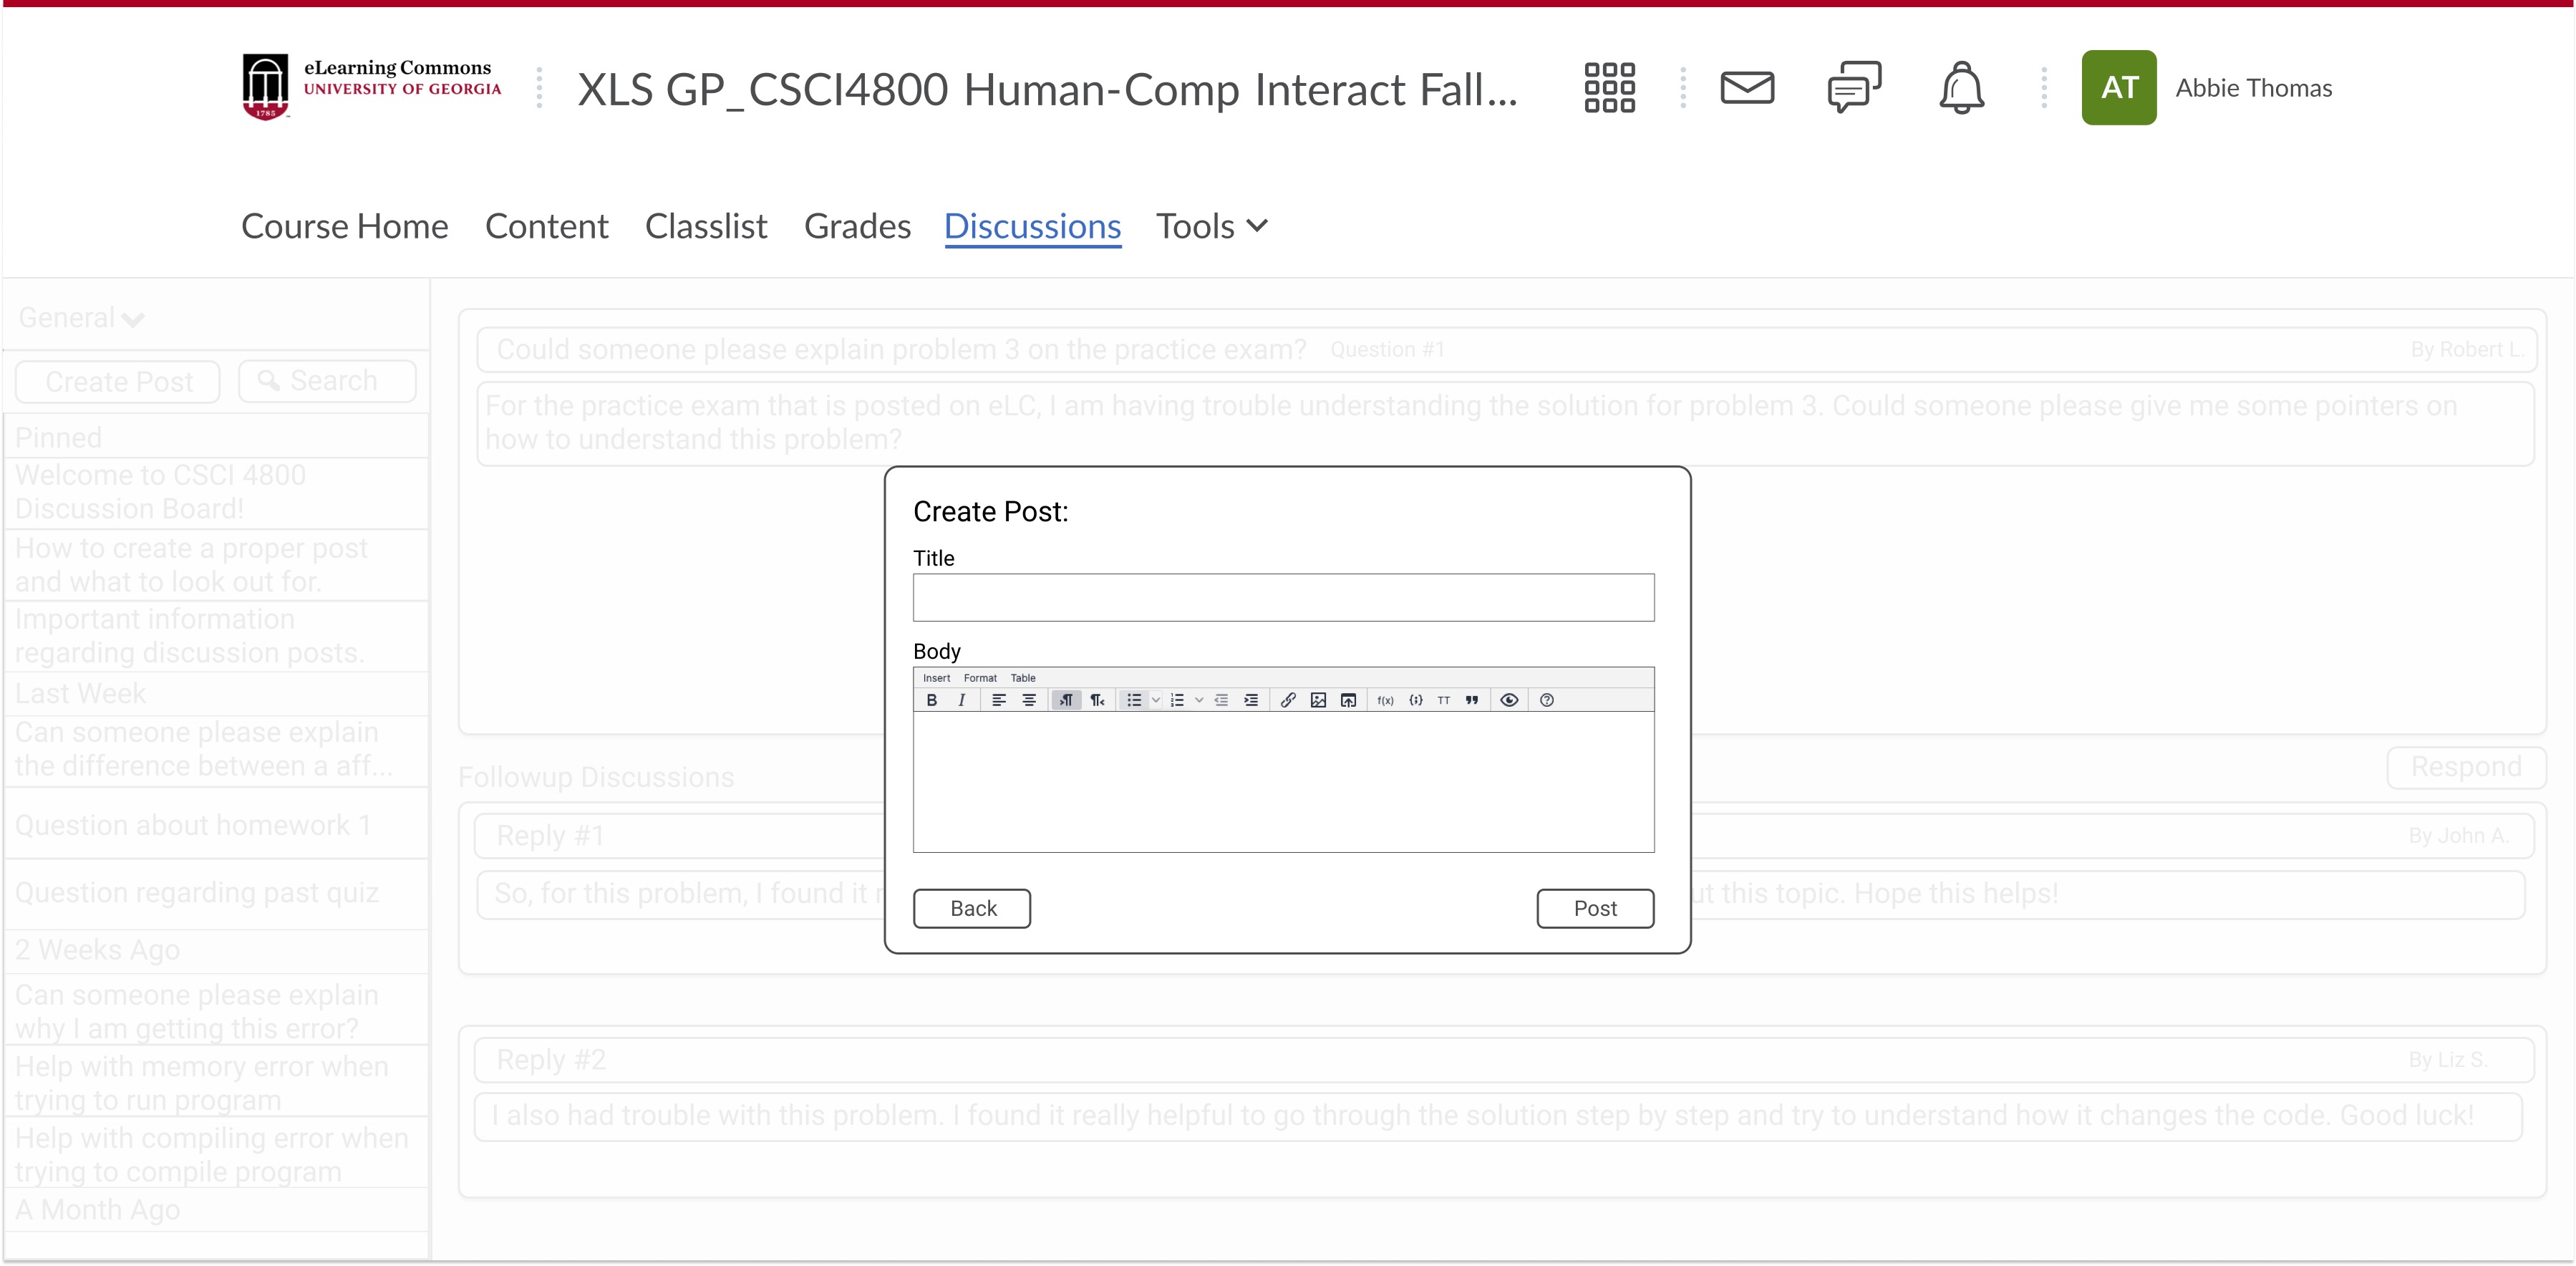 eLearning Commons
UNIVERSITY OF GEORGIA
1785
XLS GP_CSCI4800 Human-Comp Interact Fall...
AT
Abbie Thomas
Course Home
Content
Classlist
Grades
Discussions
Tools
General
Create Post
Search
Pinned
Welcome to CSCI 4800
Discussion Board!
How to create a proper post
and what to look out for.
Important information
regarding discussion posts.
Last Week
Can someone please explain
the difference between a aff...
Question about homework 1
Question regarding past quiz
2 Weeks Ago
Can someone please explain
why I am getting this error?
Help with memory error when
trying to run program
Help with compiling error when
trying to compile program
A Month Ago
Could someone please explain problem 3 on the practice exam? Question #1
By Robert L.
For the practice exam that is posted on eLC, I am having trouble understanding the solution for problem 3. Could someone please give me some pointers on
how to understand this problem?
Create Post:
Title
Body
Insert Format Table
B I f(x) {;} TT
Back
Post
Followup Discussions
Respond
Reply #1
By John A.
So, for this problem, I found it
this topic. Hope this helps!
Reply #2
By Liz S.
I also had trouble with this problem. I found it really helpful to go through the solution step by step and try to understand how it changes the code. Good luck!